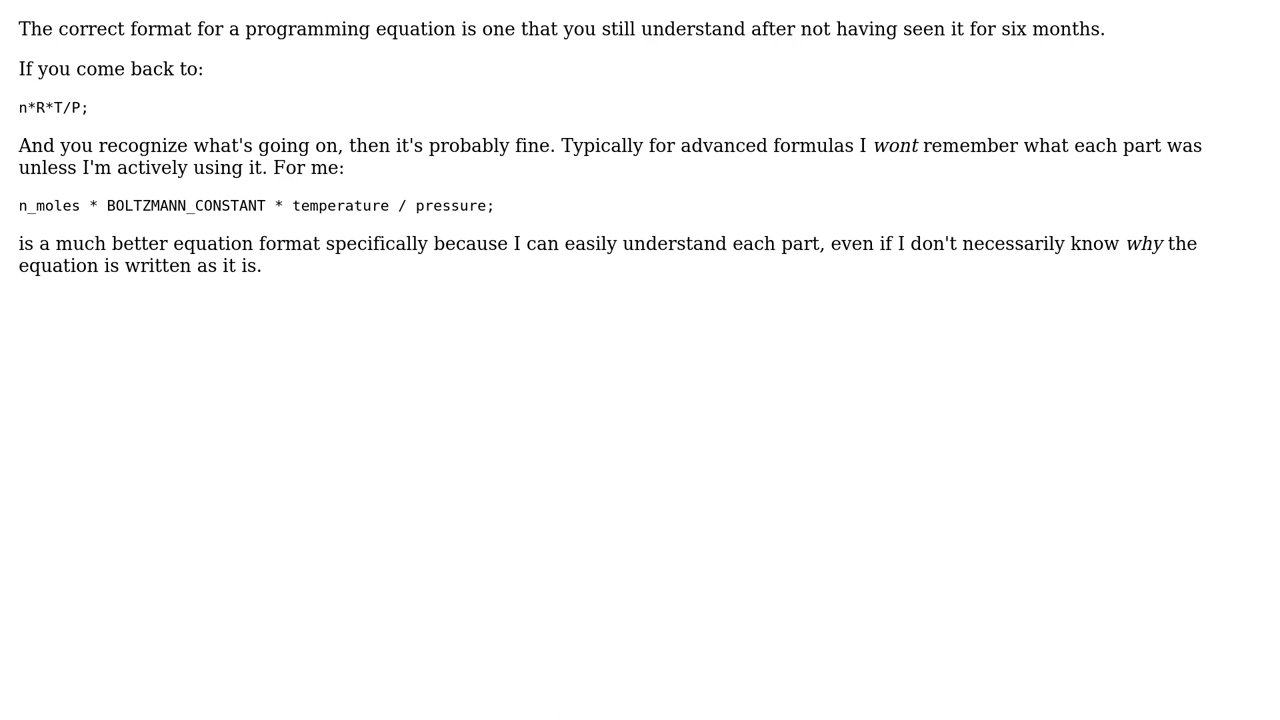 The correct format for a programming equation is one that you still understand after not having seen it for six months.
If you come back to:
n*R*T/P;
And you recognize what's going on, then it's probably fine. Typically for advanced formulas I wont remember what each part was
unless I'm actively using it. For me:
n_moles * BOLTZMANN_CONSTANT * temperature / pressure;
is a much better equation format specifically because I can easily understand each part, even if I don't necessarily know why the
equation is written as it is.